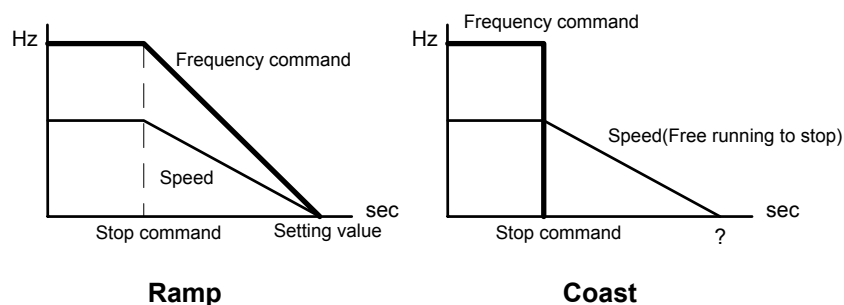 Hz
Frequency command
Speed
sec
Stop command
Setting value
Ramp
Frequency command
Hz
Speed(Free running to stop)
sec
Stop command
?
Coast